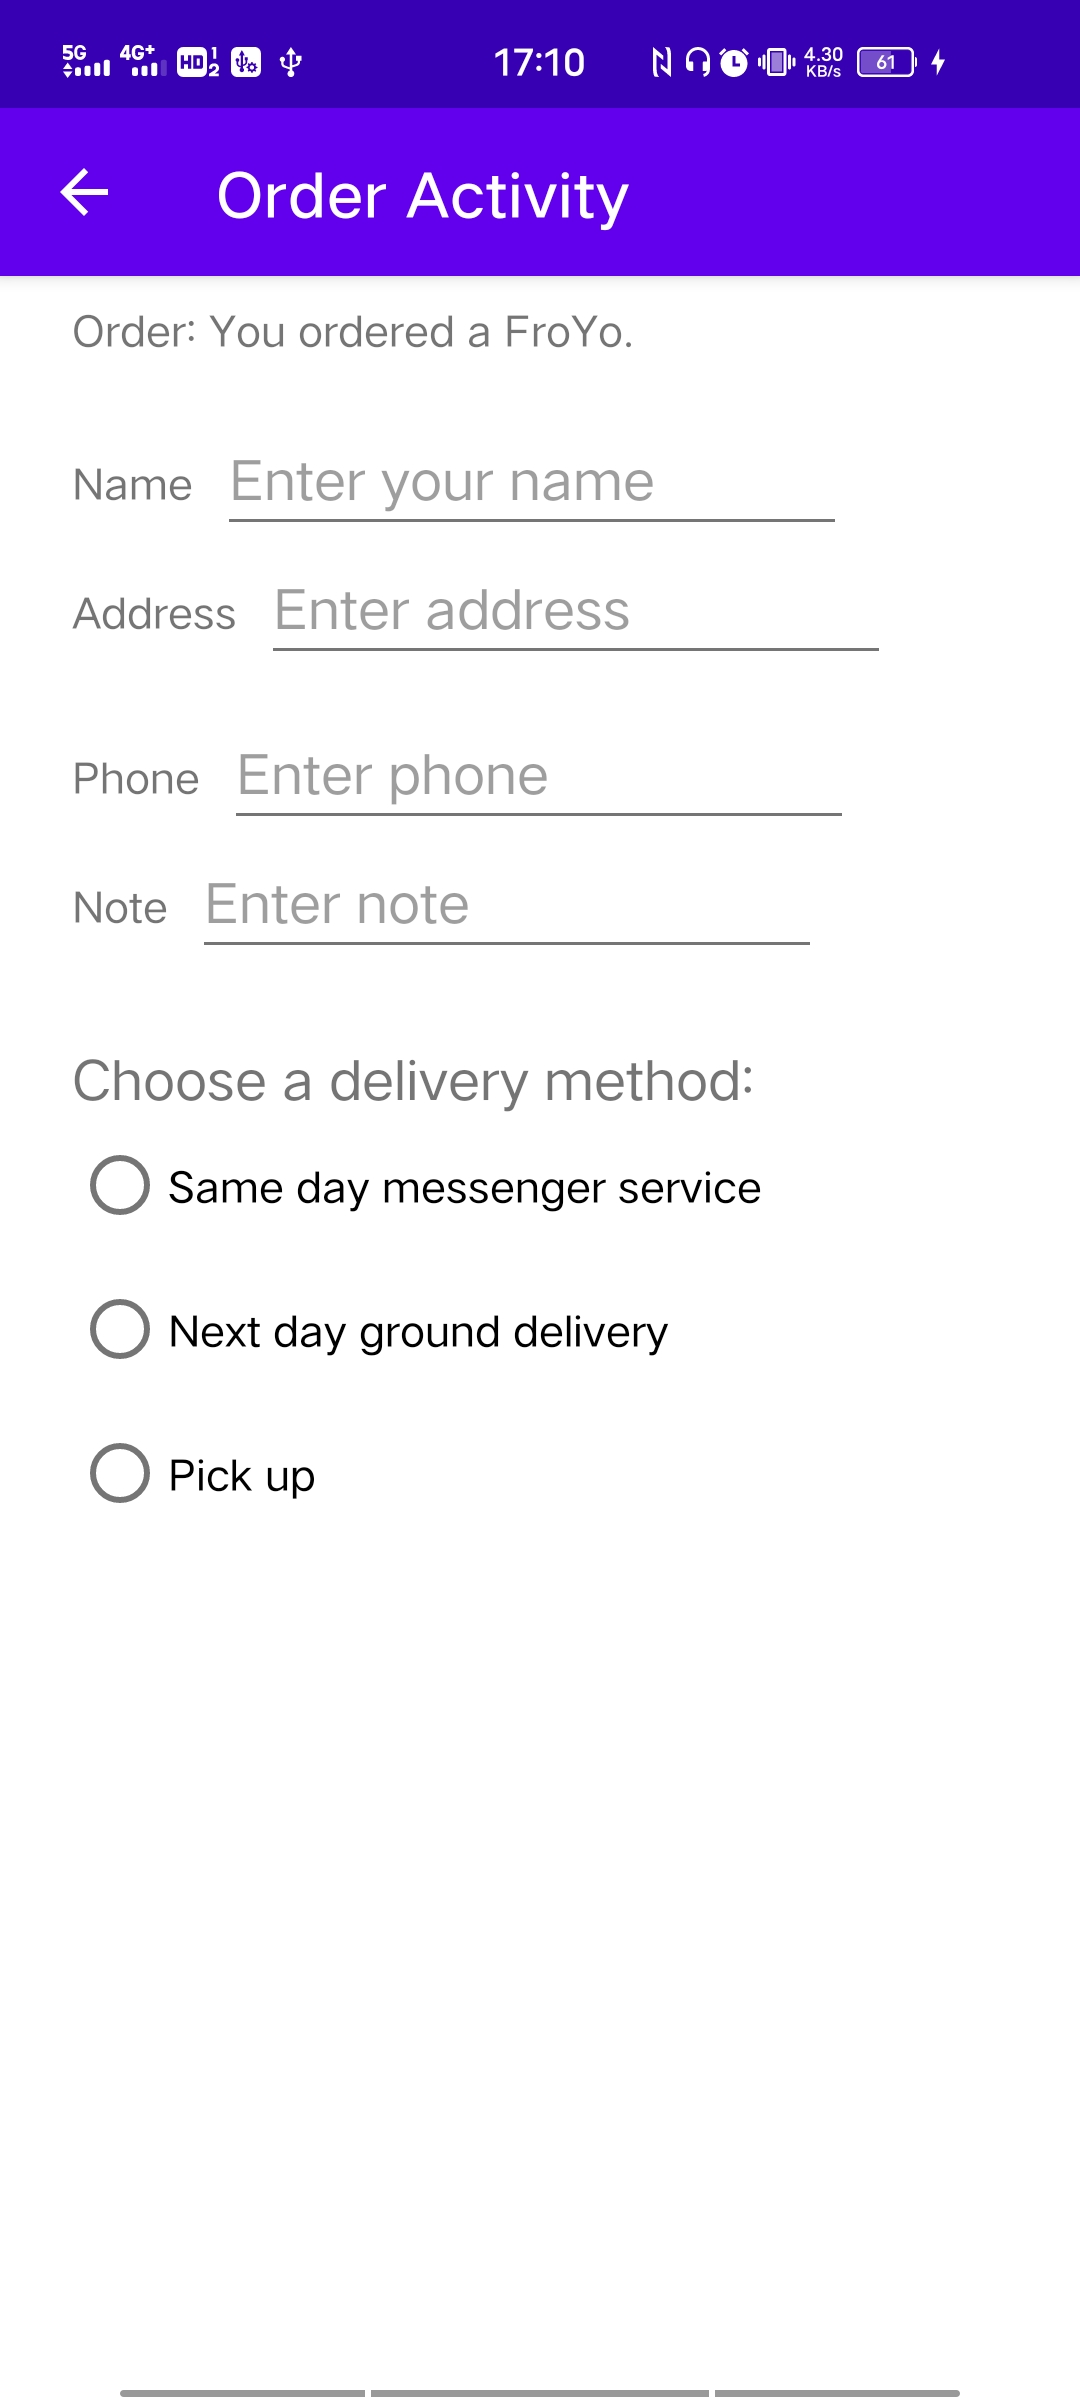 5G 4G+ HD 1 2 17:10 4.30 KB/s 61
Order Activity
Order: You ordered a FroYo.
Name Enter your name
Address Enter address
Phone Enter phone
Note Enter note
Choose a delivery method:
Same day messenger service
Next day ground delivery
Pick up